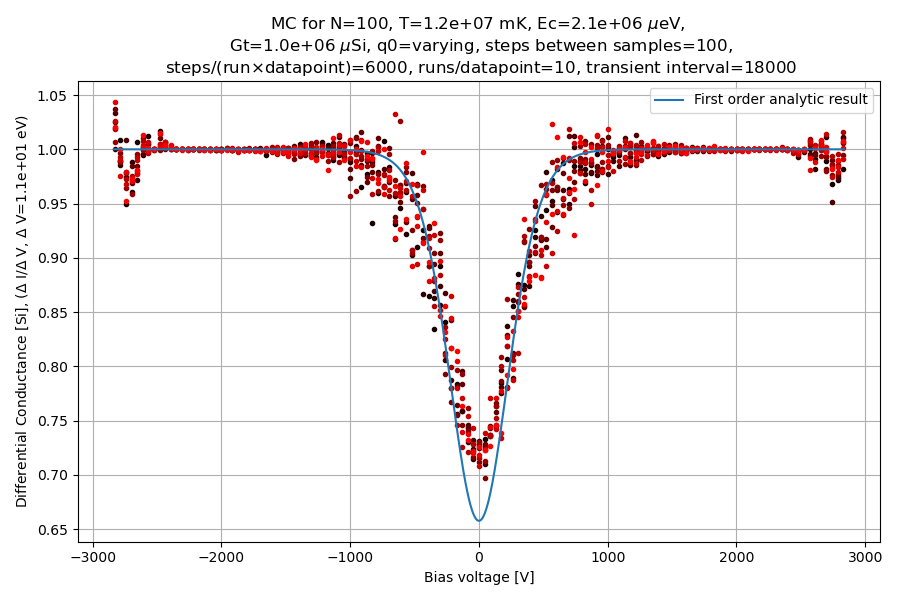 MC for N=100, T=1.2e+07 mK, Ec=2.1e+06 μeV,
Gt=1.0e+06 μSi, q0=varying, steps between samples=100,
steps/(run×datapoint)=6000, runs/datapoint=10, transient interval=18000
First order analytic result
Differential Conductance [Si], (Δ I/Δ V, Δ V=1.1e+01 eV)
1.05
1.00
0.95
0.90
0.85
0.80
0.75
0.70
0.65
−3000 −2000 −1000 0 1000 2000 3000
Bias voltage [V]